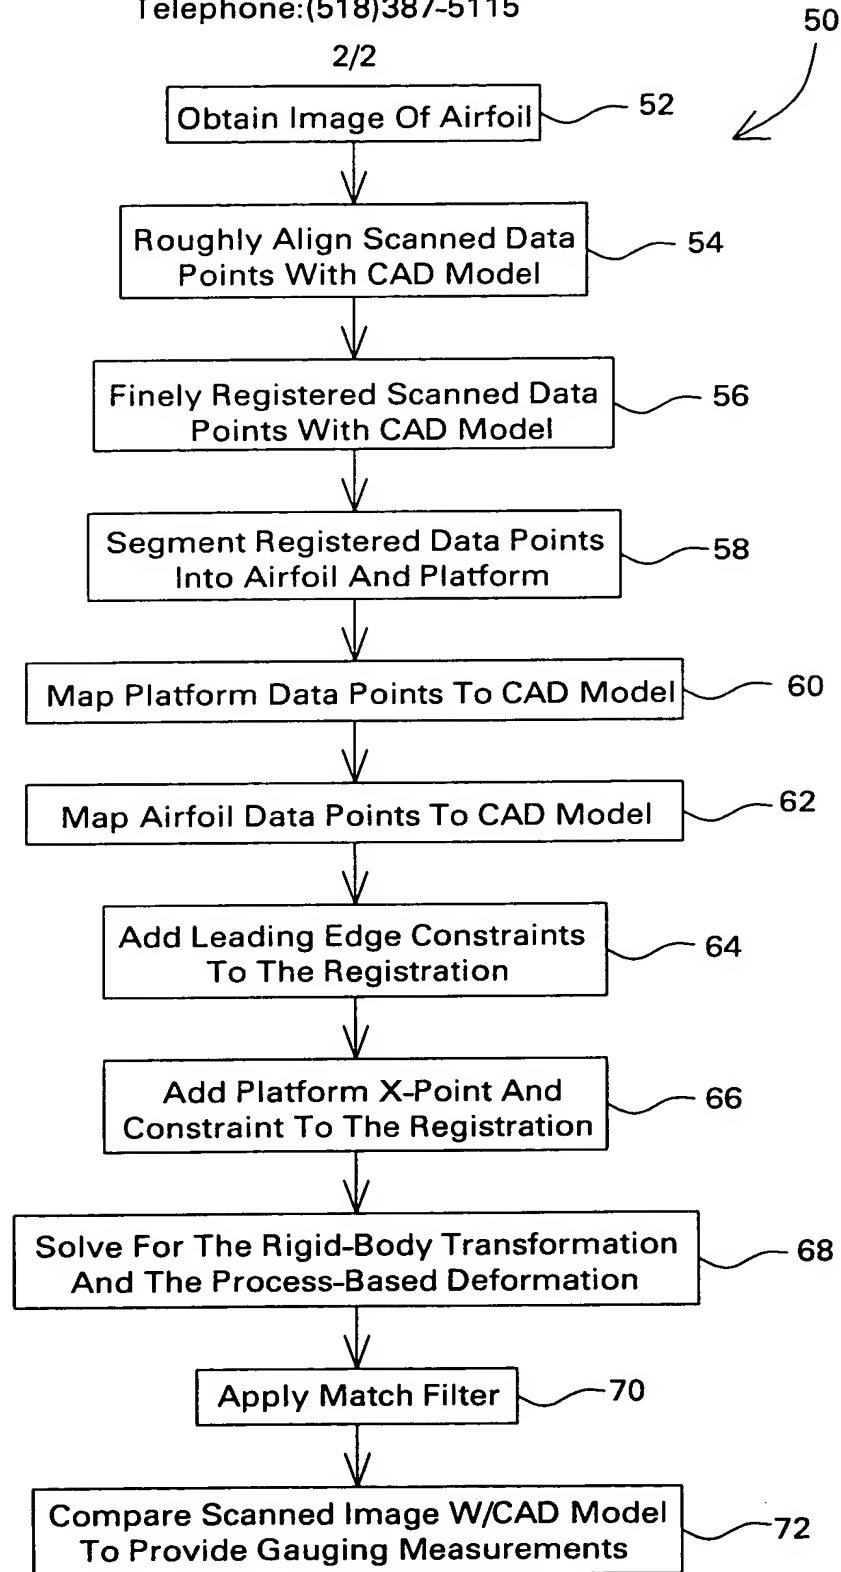 Telephone:(518)387-5115
50
2/2
Obtain Image Of Airfoil
52
Roughly Align Scanned Data
Points With CAD Model
54
Finely Registered Scanned Data
Points With CAD Model
56
Segment Registered Data Points
Into Airfoil And Platform
58
Map Platform Data Points To CAD Model
60
Map Airfoil Data Points To CAD Model
62
Add Leading Edge Constraints
To The Registration
64
Add Platform X-Point And
Constraint To The Registration
66
Solve For The Rigid-Body Transformation
And The Process-Based Deformation
68
Apply Match Filter
70
Compare Scanned Image W/CAD Model
To Provide Gauging Measurements
72